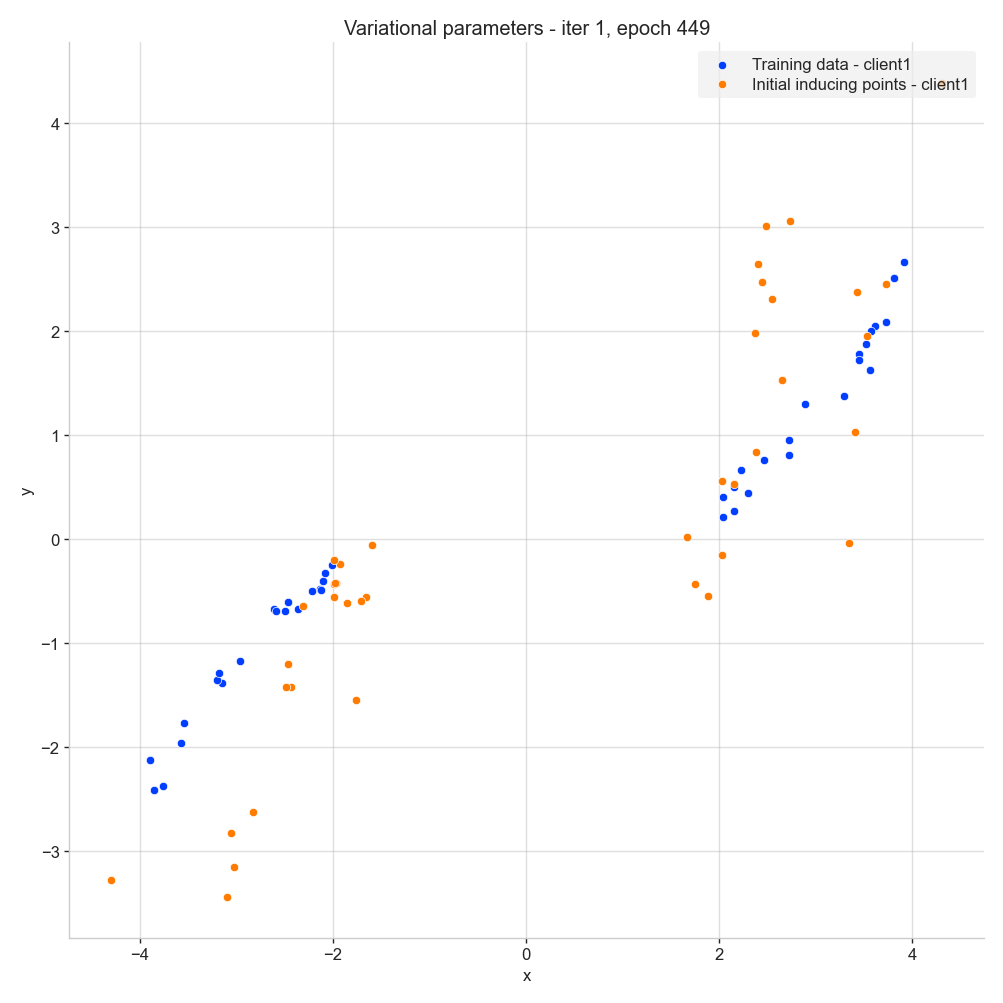 Variational parameters - iter 1, epoch 449
Training data - client1
Initial inducing points - client1
4
3
2
1
0
−1
−2
−3
y
−4
−2
0
2
4
x